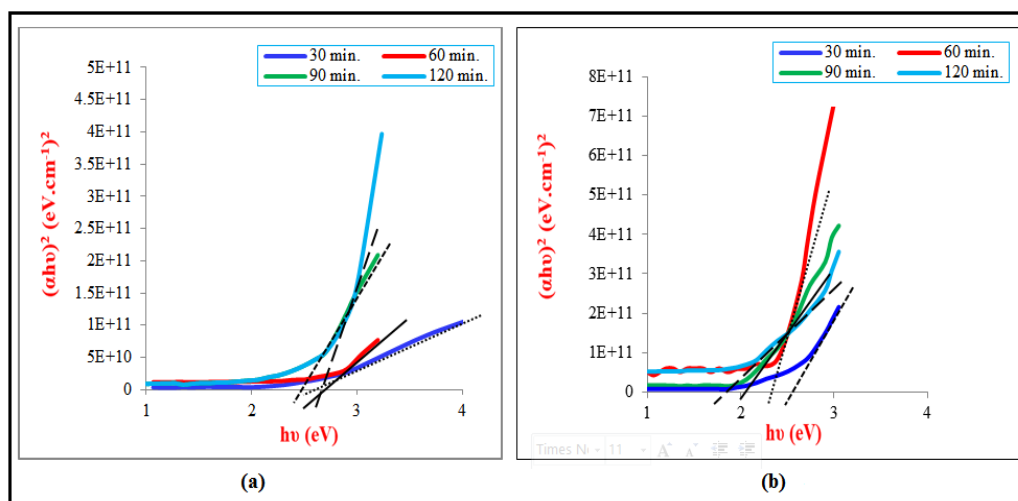 30 min.
60 min.
90 min.
120 min.
5E+11
4.5E+11
4E+11
3.5E+11
3E+11
2.5E+11
2E+11
1.5E+11
1E+11
5E+10
0
1 2 3 4
(αhυ)² (eV.cm⁻¹)²
hυ (eV)
(a)
30 min.
60 min.
90 min.
120 min.
8E+11
7E+11
6E+11
5E+11
4E+11
3E+11
2E+11
1E+11
0
1 2 3 4
(αhυ)² (eV.cm⁻¹)²
hυ (eV)
Times N 11 A A
(b)